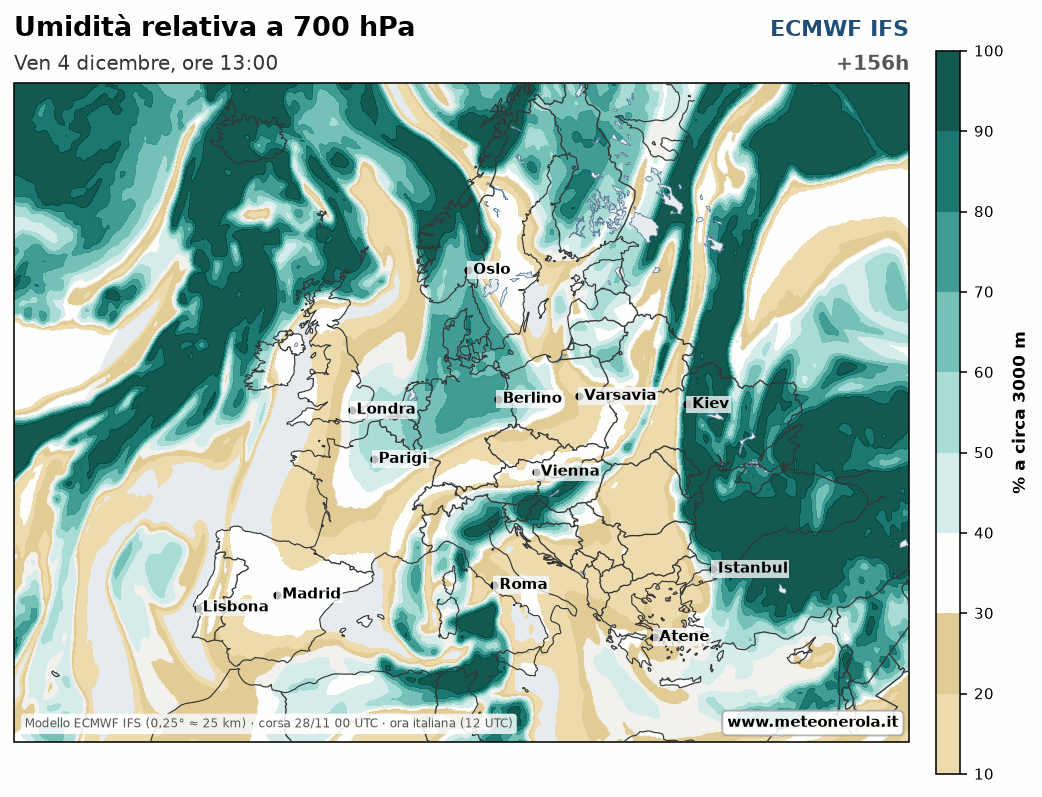 Umidità relativa a 700 hPa
ECMWF IFS
Ven 4 dicembre, ore 13:00
+156h
100
90
80
70
60
50
40
30
20
10
% a circa 3000 m
Oslo
Berlino
Varsavia
Kiev
Londra
Parigi
Vienna
Istanbul
Roma
Madrid
Lisbona
Atene
Modello ECMWF IFS (0,25° ≈ 25 km) · corsa 28/11 00 UTC · ora italiana (12 UTC)
www.meteonerola.it